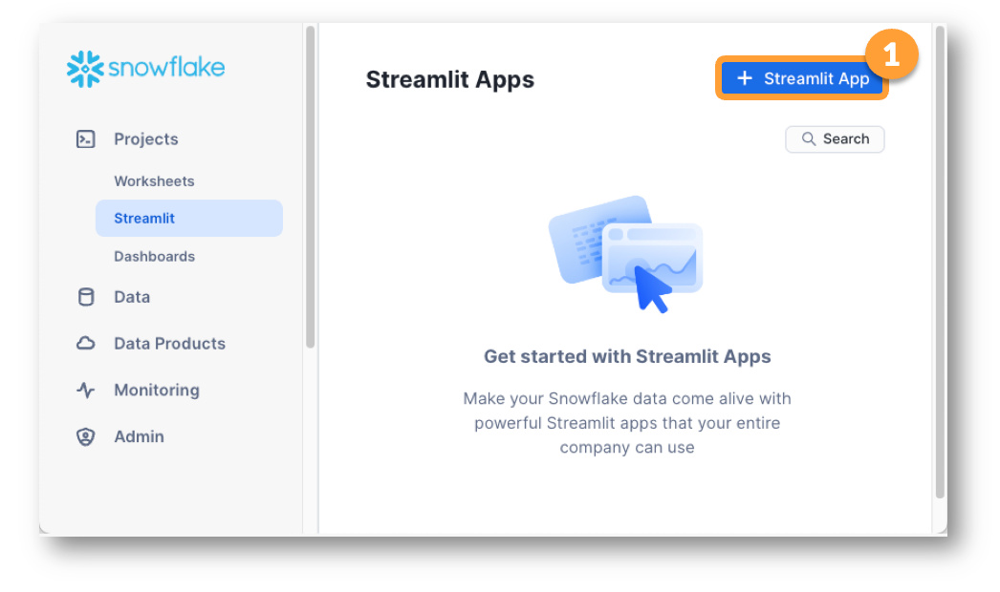 snowflake
Projects
Worksheets
Streamlit
Dashboards
Data
Data Products
Monitoring
Admin
Streamlit Apps
+ Streamlit App
1
Search
Get started with Streamlit Apps
Make your Snowflake data come alive with
powerful Streamlit apps that your entire
company can use